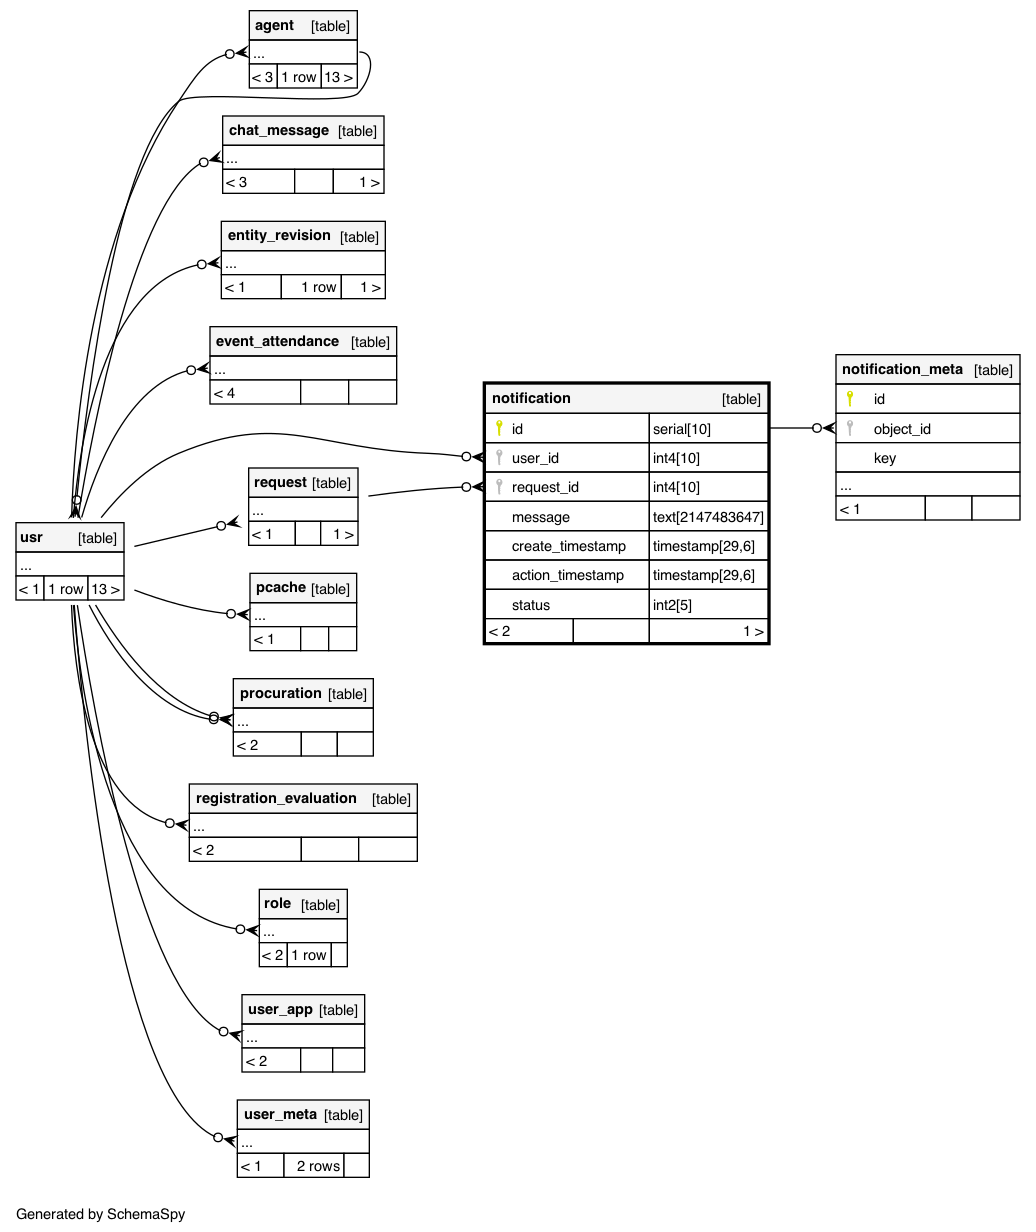 agent [table]
...
< 3 1 row 13 >
chat_message [table]
...
< 3 1 >
entity_revision [table]
...
< 1 1 row 1 >
event_attendance [table]
...
< 4
notification [table]
id serial[10]
user_id int4[10]
request_id int4[10]
message text[2147483647]
create_timestamp timestamp[29,6]
action_timestamp timestamp[29,6]
status int2[5]
< 2 1 >
notification_meta [table]
id
object_id
key
...
< 1
request [table]
...
< 1 1 >
usr [table]
...
< 1 1 row 13 >
pcache [table]
...
< 1
procuration [table]
...
< 2
registration_evaluation [table]
...
< 2
role [table]
...
< 2 1 row
user_app [table]
...
< 2
user_meta [table]
...
< 1 2 rows
Generated by SchemaSpy